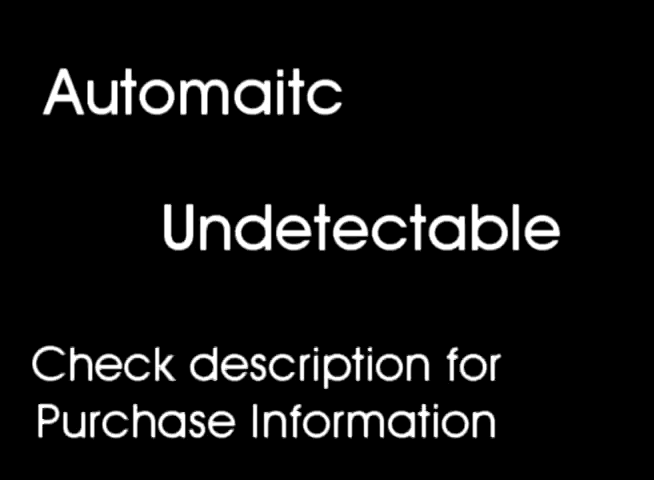 Automaitc
Undetectable
Check description for
Purchase Information